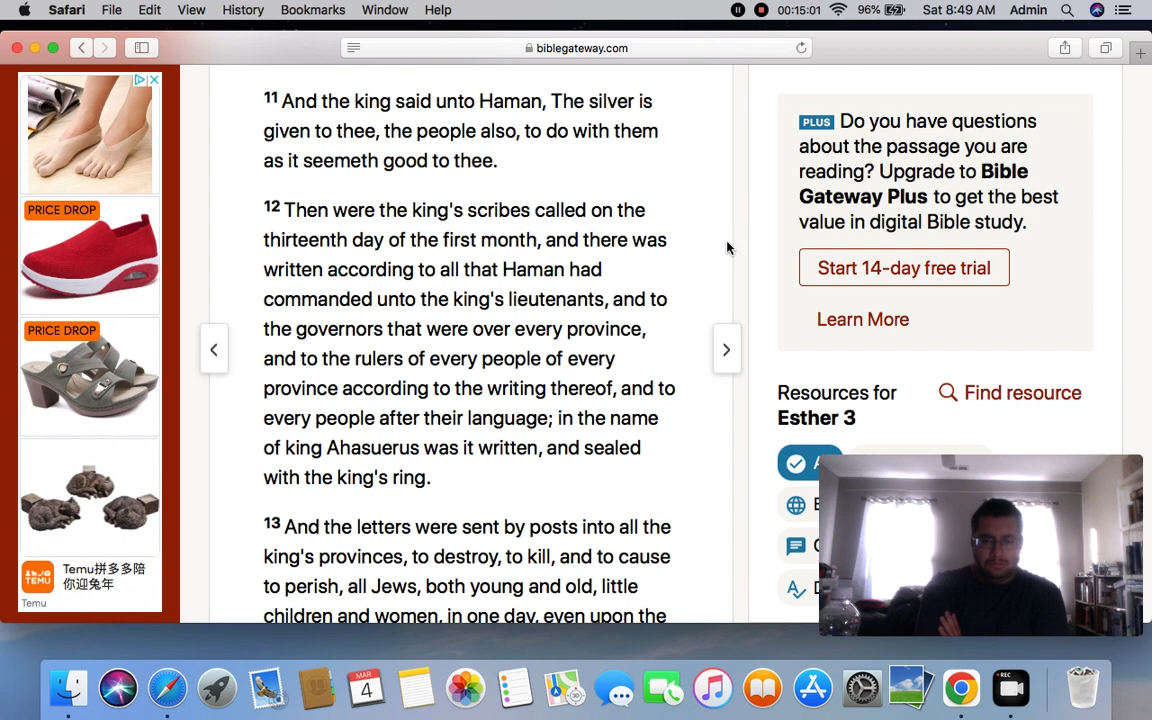 Safari File Edit View History Bookmarks Window Help 00:15:01 96% Sat 8:49 AM Admin
biblegateway.com
PRICE DROP
PRICE DROP
Temu拼多多陪
你迎兔年
Temu
TEMU
11 And the king said unto Haman, The silver is
given to thee, the people also, to do with them
as it seemeth good to thee.
12 Then were the king's scribes called on the
thirteenth day of the first month, and there was
written according to all that Haman had
commanded unto the king's lieutenants, and to
the governors that were over every province,
and to the rulers of every people of every
province according to the writing thereof, and to
every people after their language; in the name
of king Ahasuerus was it written, and sealed
with the king's ring.
13 And the letters were sent by posts into all the
king's provinces, to destroy, to kill, and to cause
to perish, all Jews, both young and old, little
children and women, in one day, even upon the
PLUS Do you have questions
about the passage you are
reading? Upgrade to Bible
Gateway Plus to get the best
value in digital Bible study.
Start 14-day free trial
Learn More
Resources for
Esther 3
Find resource
MAR
4
REC